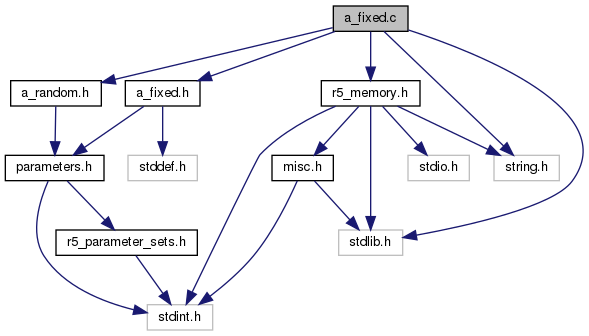 a_fixed.c
a_random.h
a_fixed.h
r5_memory.h
parameters.h
stddef.h
misc.h
stdio.h
string.h
r5_parameter_sets.h
stdlib.h
stdint.h